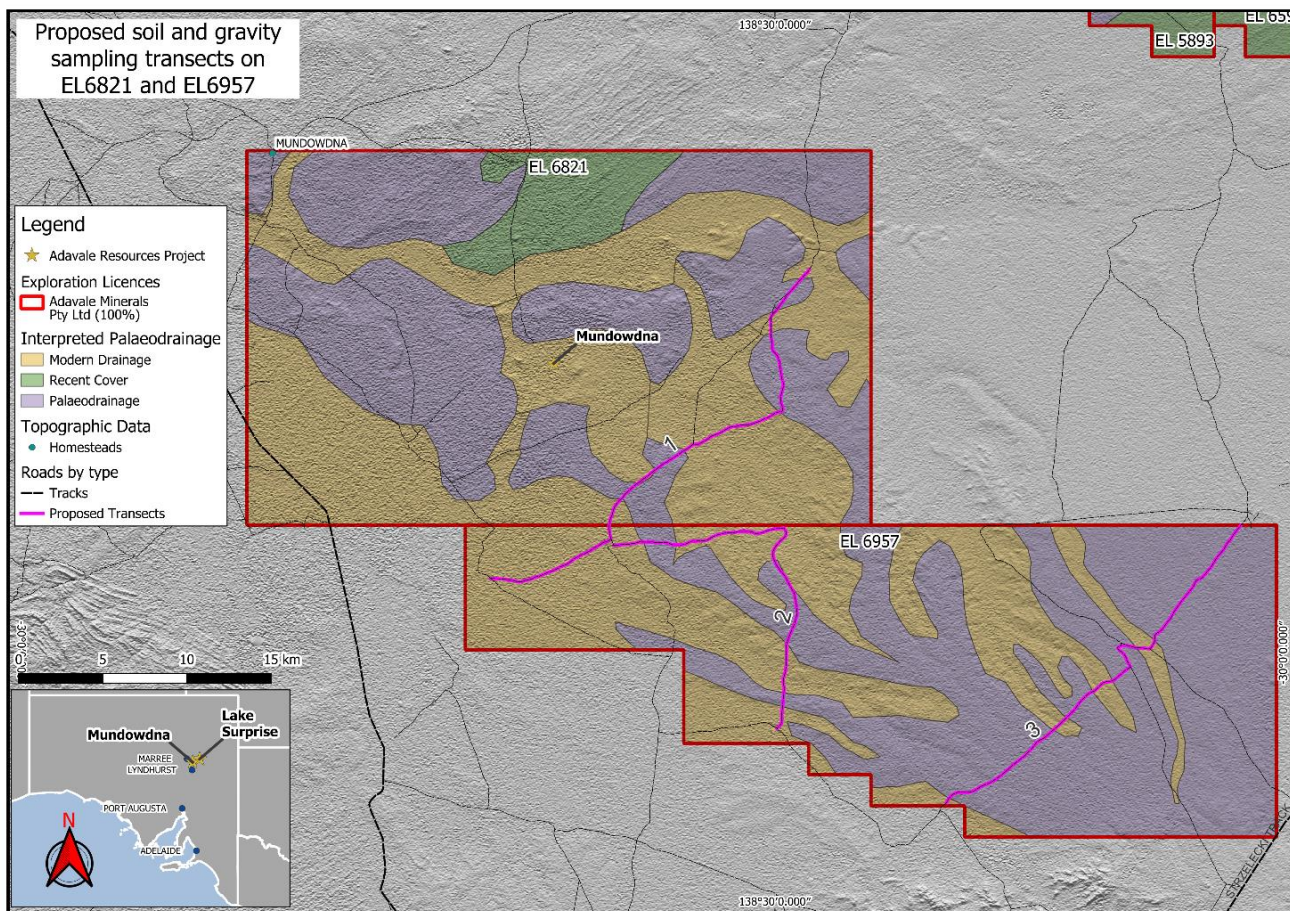 Proposed soil and gravity
sampling transects on
EL6821 and EL6957
138°30'0.000"
EL 5893
MUNDOWDNA
EL 6821
Legend
Adavale Resources Project
Exploration Licences
Adavale Minerals
Pty Ltd (100%)
Interpreted Palaeodrainage
Modern Drainage
Recent Cover
Palaeodrainage
Topographic Data
Homesteads
Roads by type
Tracks
Proposed Transects
Mundowdna
1
EL 6957
2
3
-30°0'0.000"
0 5 10 15 km
Mundowdna
Lake
Surprise
MARREE
LYNDHURST
PORT AUGUSTA
ADELAIDE
N
STRZELECKI TRACK
138°30'0.000"